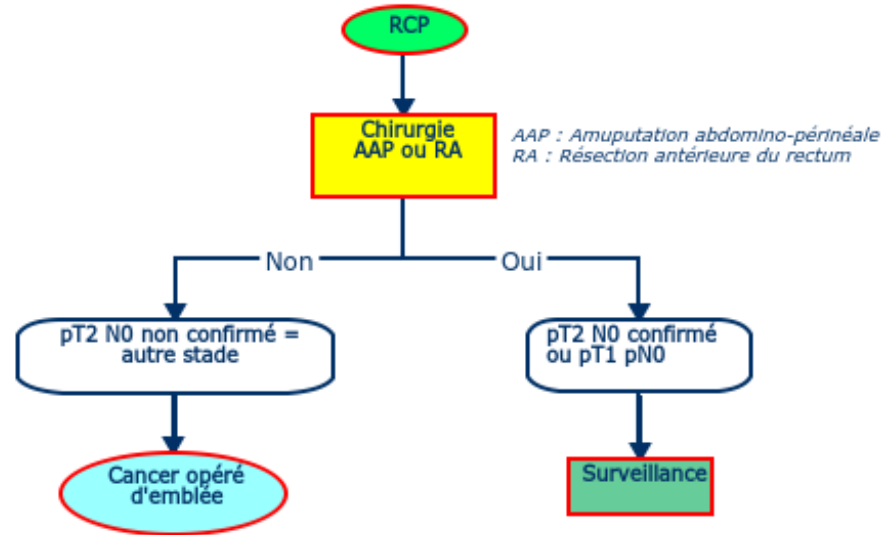 RCP
Chirurgie
AAP ou RA
AAP : Amuputation abdomino-périnéale
RA : Résection antérieure du rectum
Non
Oui
pT2 N0 non confirmé =
autre stade
pT2 N0 confirmé
ou pT1 pN0
Cancer opéré
d'emblée
Surveillance